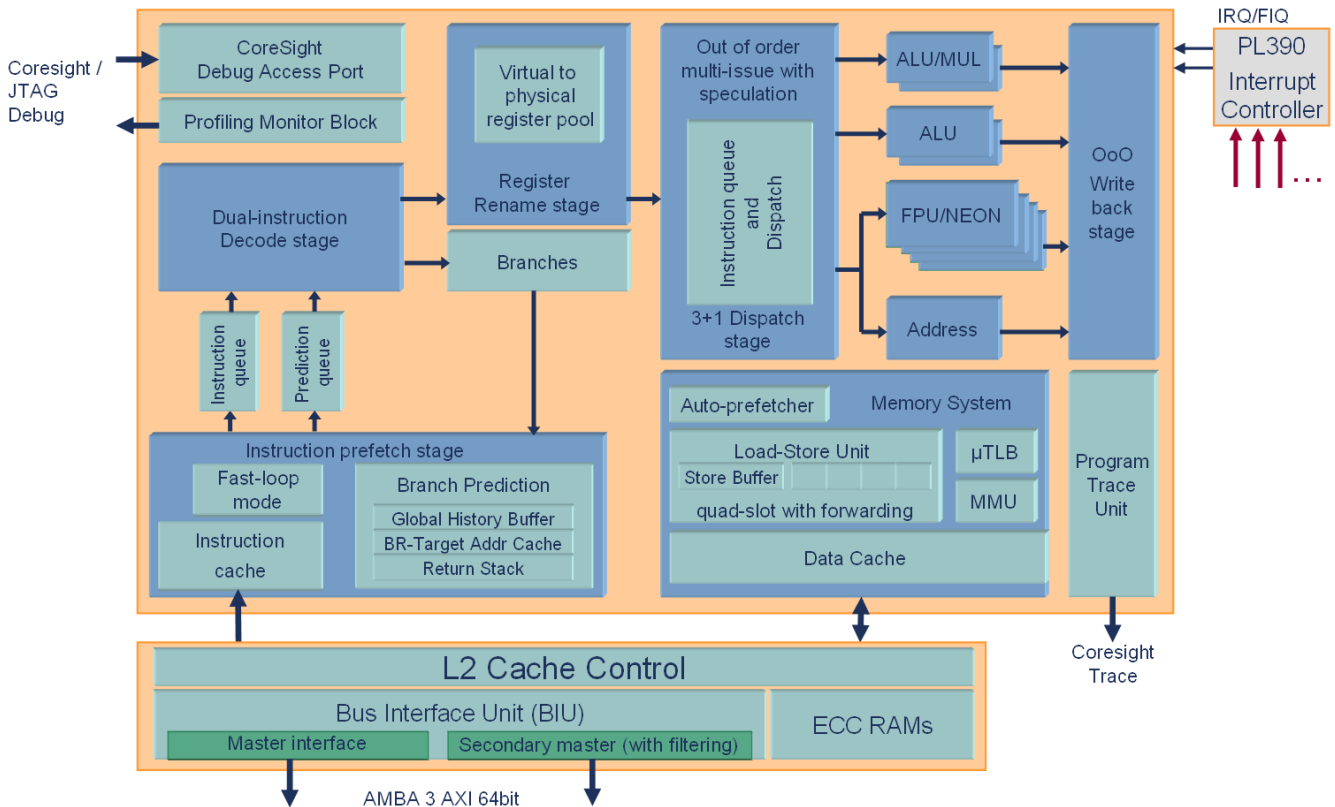 IRQ/FIQ
PL390
Interrupt
Controller
...
Coresight /
JTAG
Debug
CoreSight
Debug Access Port
Profiling Monitor Block
Virtual to
physical
register pool
Register
Rename stage
Out of order
multi-issue with
speculation
Instruction queue
and
Dispatch
3+1 Dispatch
stage
ALU/MUL
ALU
FPU/NEON
Address
OoO
Write
back
stage
Dual-instruction
Decode stage
Branches
Instruction
queue
Prediction
queue
Instruction prefetch stage
Fast-loop
mode
Instruction
cache
Branch Prediction
Global History Buffer
BR-Target Addr Cache
Return Stack
Auto-prefetcher
Memory System
Load-Store Unit
Store Buffer
quad-slot with forwarding
µTLB
MMU
Data Cache
Program
Trace
Unit
Coresight
Trace
L2 Cache Control
Bus Interface Unit (BIU)
Master interface
Secondary master (with filtering)
ECC RAMs
AMBA 3 AXI 64bit